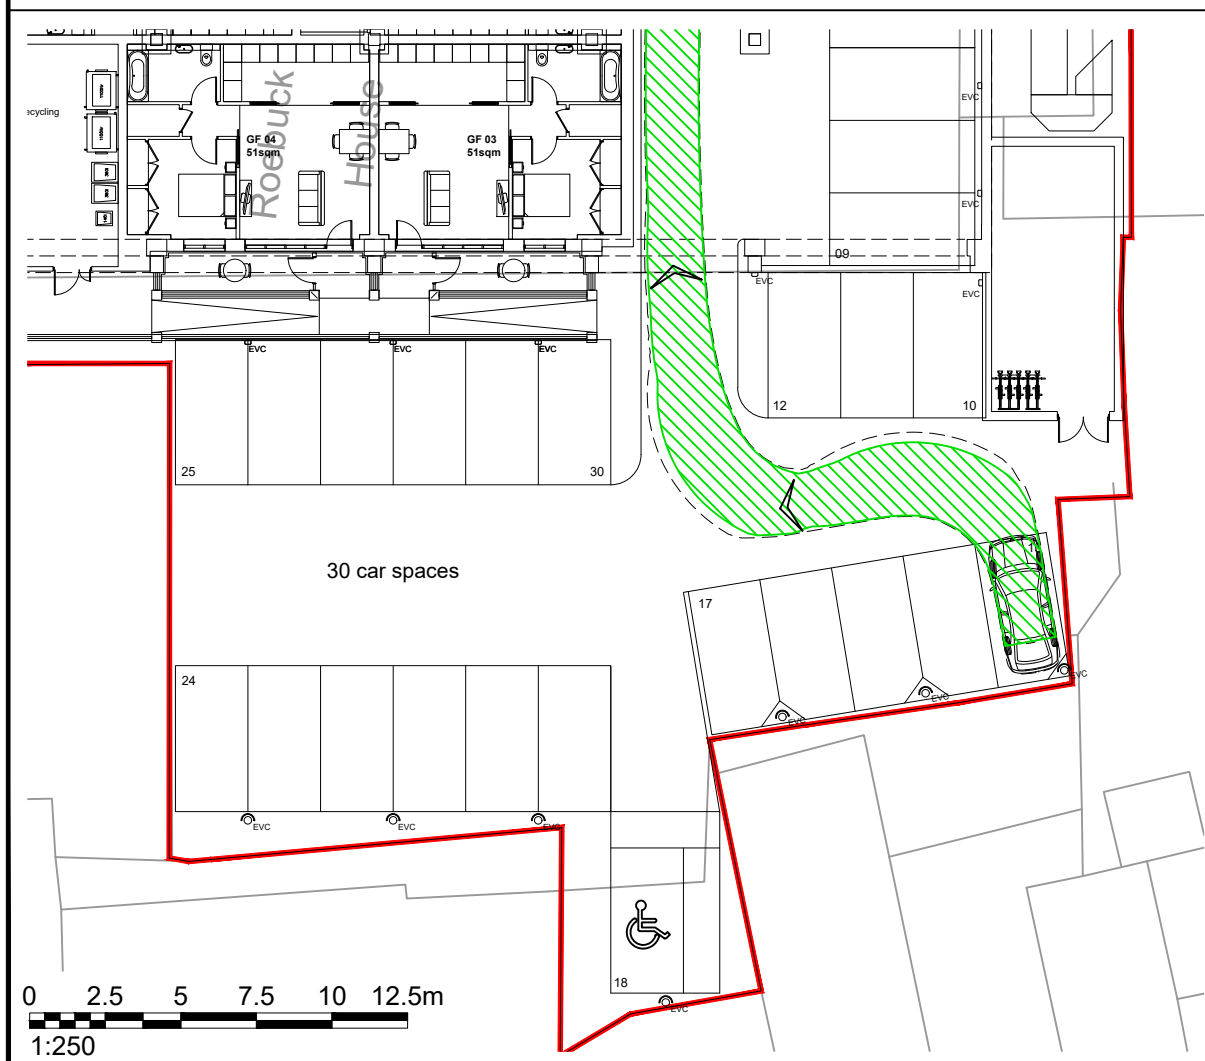 ecycling
GF 04
51sqm
Roebuck
House
GF 03
51sqm
EVC
EVC
09
EVC
EVC
EVC
EVC
EVC
12
10
25
30
30 car spaces
17
EVC
EVC
EVC
24
EVC
EVC
EVC
18
EVC
0 2.5 5 7.5 10 12.5m
1:250